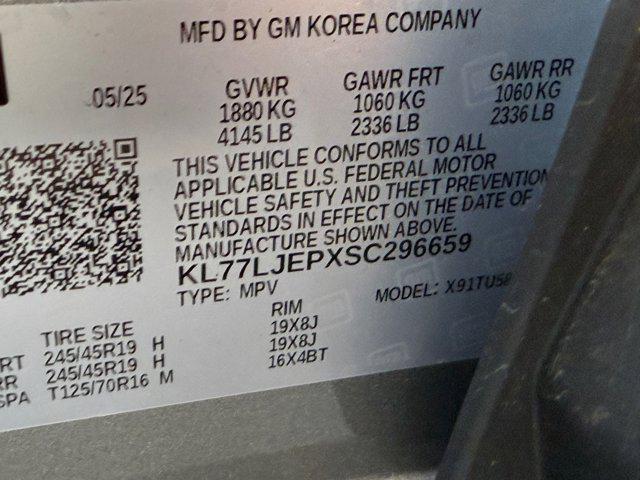 MFD BY GM KOREA COMPANY
05/25 GVWR GAWR FRT GAWR RR
1880 KG 1060 KG 1060 KG
4145 LB 2336 LB 2336 LB
THIS VEHICLE CONFORMS TO ALL
APPLICABLE U.S. FEDERAL MOTOR
VEHICLE SAFETY AND THEFT PREVENTION
STANDARDS IN EFFECT ON THE DATE OF
MANUFACTURE SHOWN ABOVE.
KL77LJEPXSC296659
TYPE: MPV MODEL: X91TU58
TIRE SIZE RIM
RT 245/45R19 H 19X8J
RR 245/45R19 H 19X8J
SPA T125/70R16 M 16X4BT